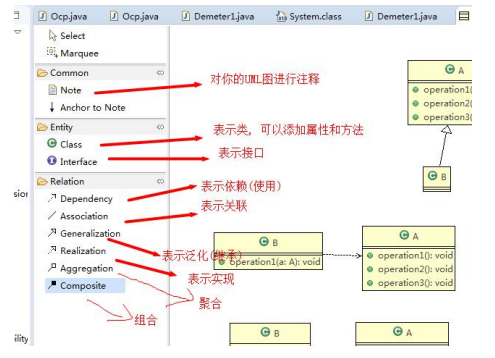 Ocp.java
Ocp.java
Demeter1.java
System.class
Demeter1.java
Select
Marquee
Common
Note
Anchor to Note
Entity
Class
Interface
Relation
Dependency
Association
Generalization
Realization
Aggregation
Composite
对你的UML图进行注释
表示类,可以添加属性和方法
表示接口
表示依赖(使用)
表示关联
表示泛化(继承)
表示实现
聚合
组合
A
operation1(
operation2(
operation3(
B
B
operation1(a: A): void
A
operation1(): void
operation2(): void
operation3(): void
B
A
sion
ility